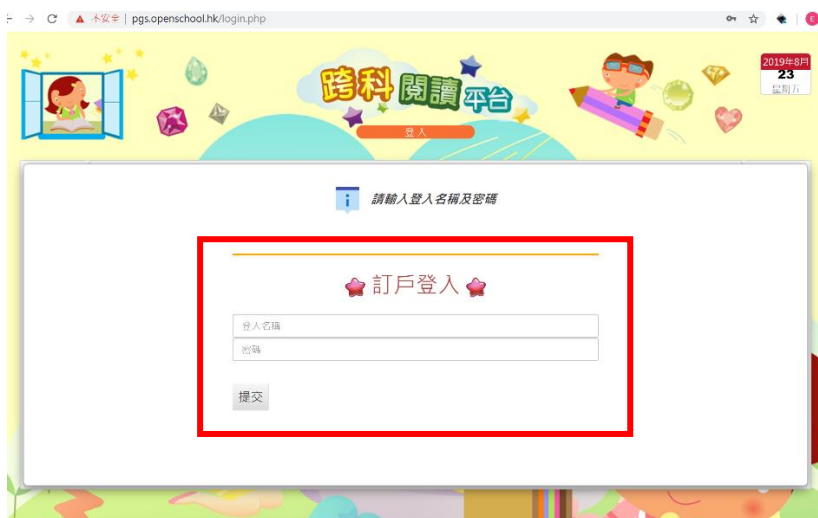 不安全 | pgs.openschool.hk/login.php
E
2019年8月
23
星期五
跨科閱讀平台
登入
i 請輸入登入名稱及密碼
訂戶登入
登入名稱
密碼
提交